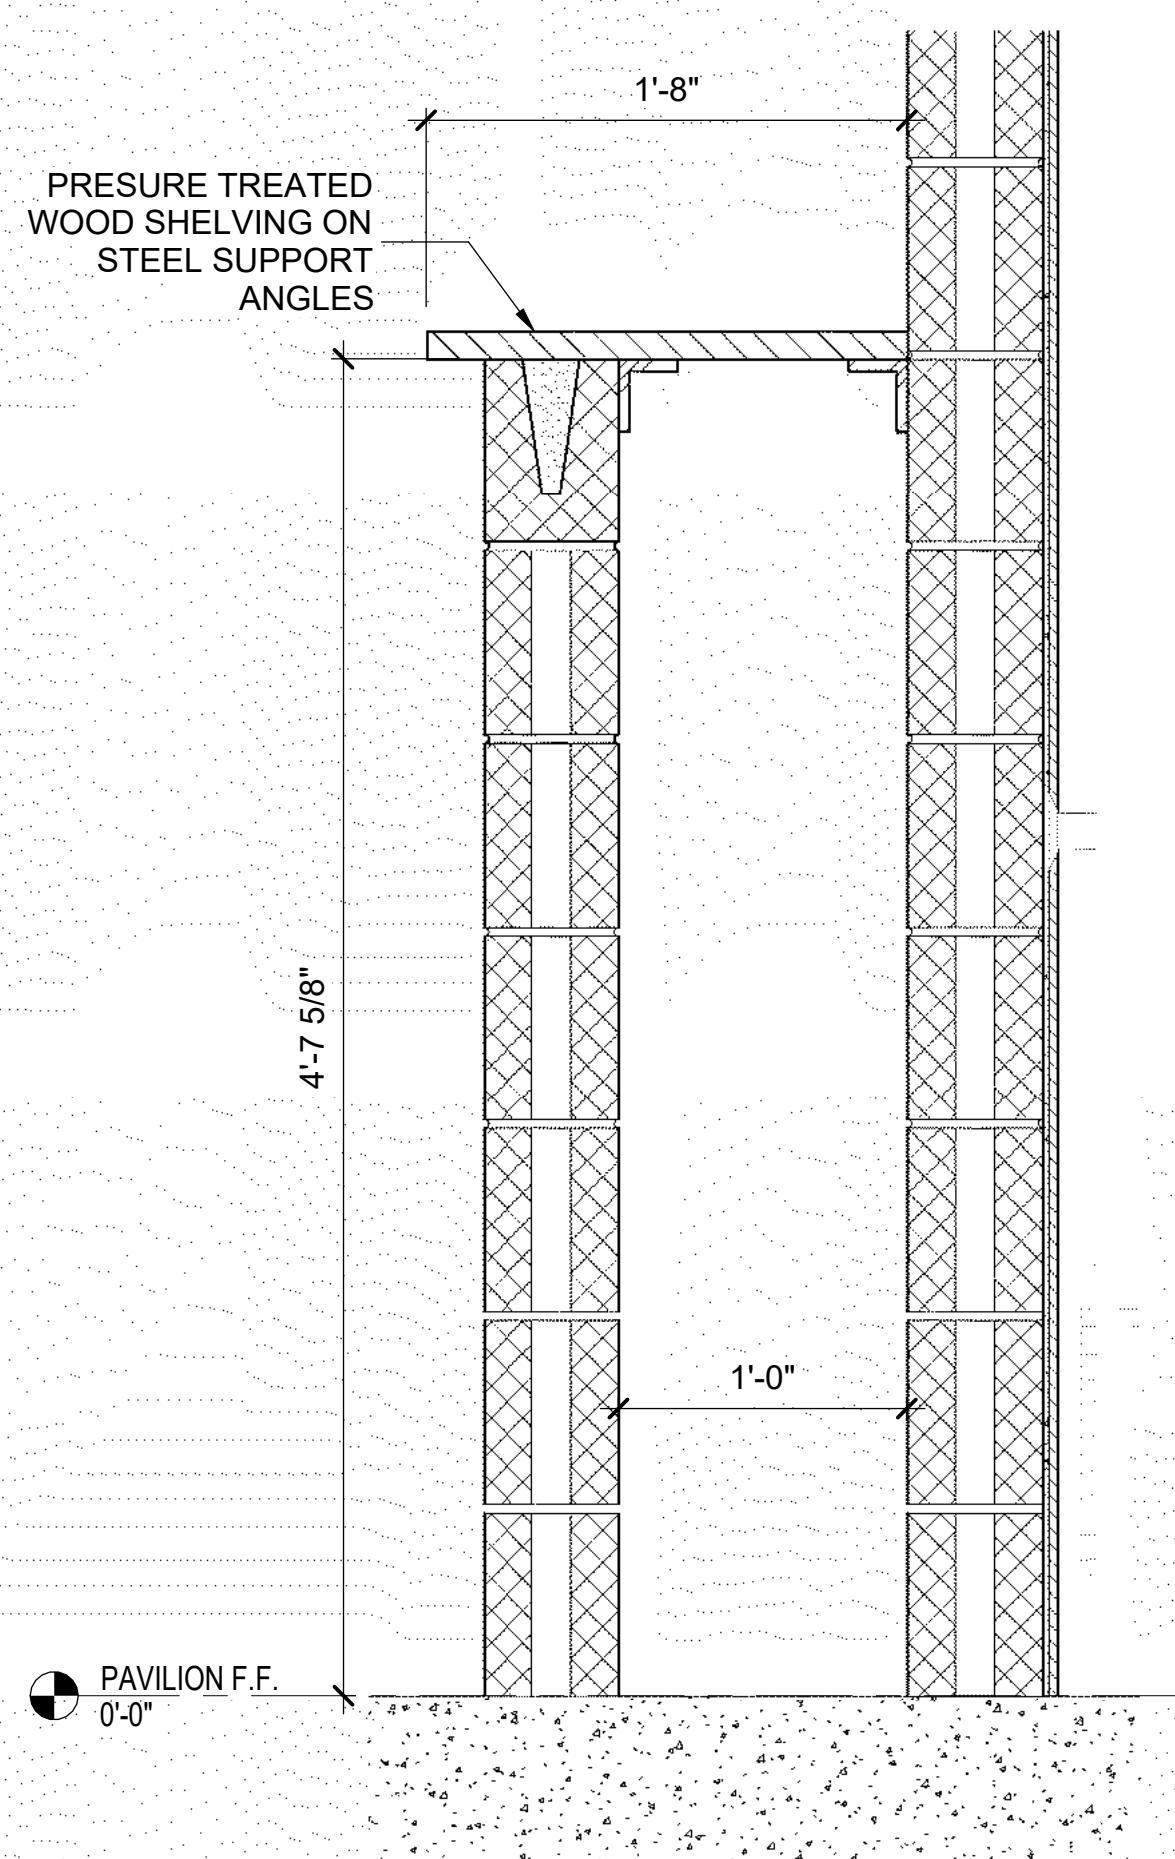 1'-8"
PRESURE TREATED
WOOD SHELVING ON
STEEL SUPPORT
ANGLES
4'-7 5/8"
1'-0"
PAVILION F.F.
0'-0"